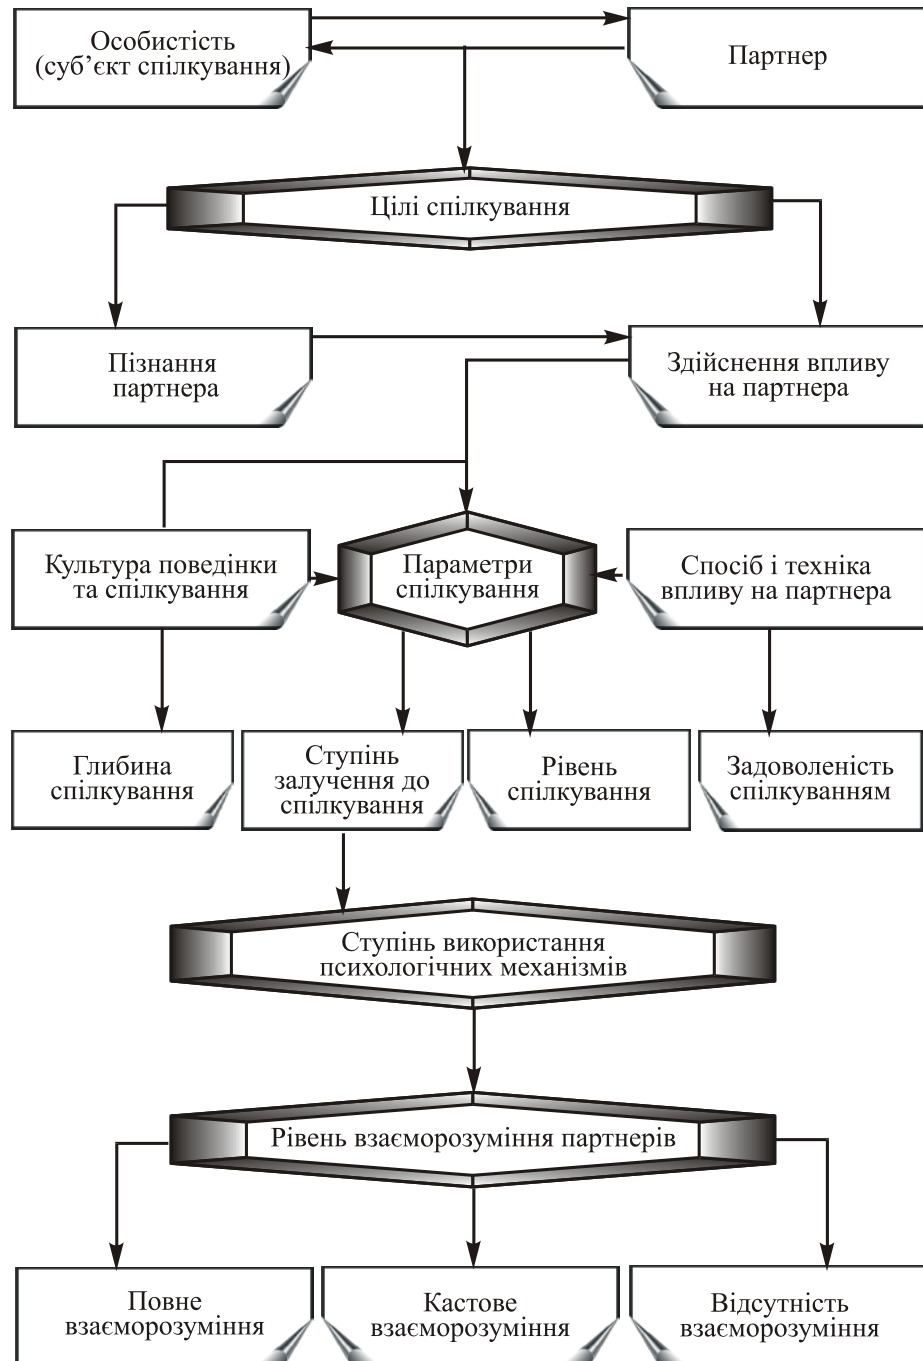 Особистість
(суб’єкт спілкування)
Партнер
Цілі спілкування
Пізнання
партнера
Здійснення впливу
на партнера
Культура поведінки
та спілкування
Параметри
спілкування
Спосіб і техніка
впливу на партнера
Глибина
спілкування
Ступінь
залучення до
спілкування
Рівень
спілкування
Задоволеність
спілкуванням
Ступінь використання
психологічних механізмів
Рівень взаєморозуміння партнерів
Повне
взаєморозуміння
Кастове
взаєморозуміння
Відсутність
взаєморозуміння